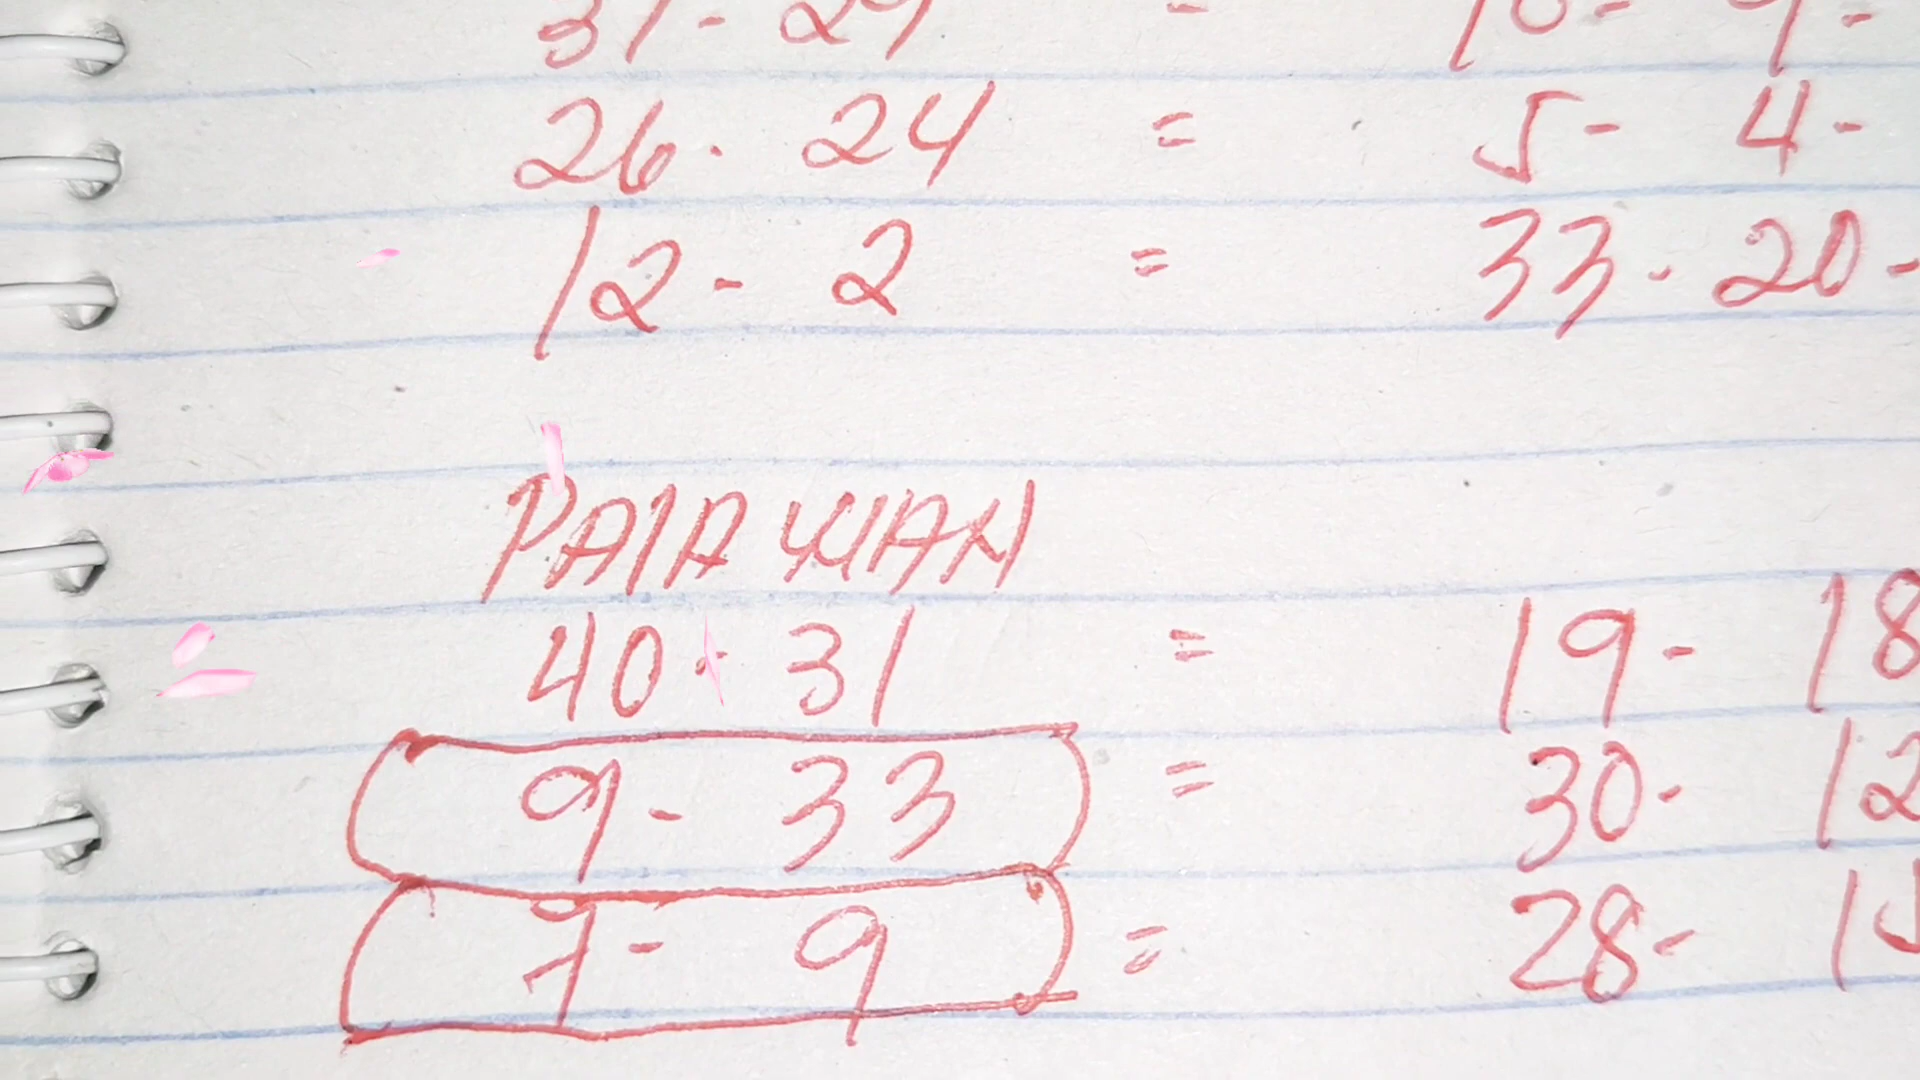 26 - 24 = 5 - 4 -
12 - 2 = 33 - 20 -
PALAWAN
40 - 31 = 19 - 18
9 - 33 = 30 - 12
7 - 9 = 28 -